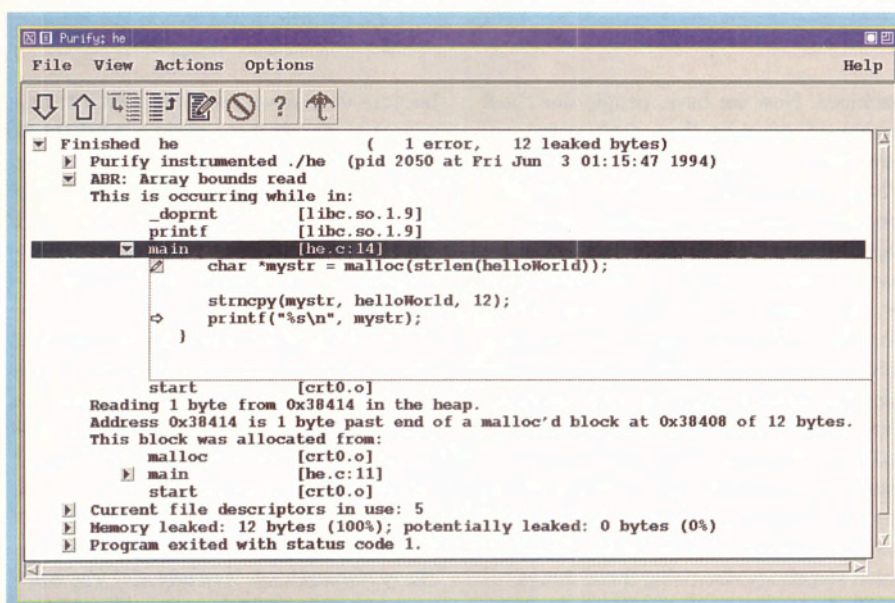 Purify: he
File View Actions Options Help
?
Finished he ( 1 error, 12 leaked bytes)
Purify instrumented ./he (pid 2050 at Fri Jun 3 01:15:47 1994)
ABR: Array bounds read
This is occurring while in:
_doprnt [libc.so.1.9]
printf [libc.so.1.9]
main [he.c:14]
char *mystr = malloc(strlen(helloWorld));
strncpy(mystr, helloWorld, 12);
printf("%s\n", mystr);
}
start [crt0.o]
Reading 1 byte from 0x38414 in the heap.
Address 0x38414 is 1 byte past end of a malloc'd block at 0x38408 of 12 bytes.
This block was allocated from:
malloc [crt0.o]
main [he.c:11]
start [crt0.o]
Current file descriptors in use: 5
Memory leaked: 12 bytes (100%); potentially leaked: 0 bytes (0%)
Program exited with status code 1.